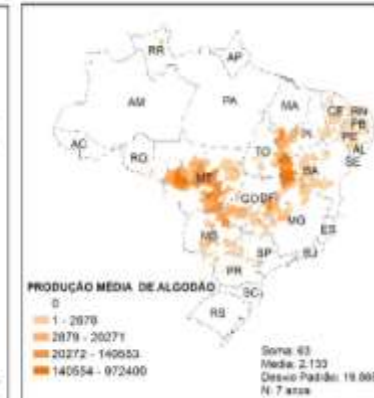 RR AP
AM PA MA CE RN
PB
PI PE
AC AL
RO TO SE
MT BA
GO DF
MG
MS ES
SP RJ
PR
SC
RS
PRODUÇÃO MÉDIA DE ALGODÃO
0
1 - 2878
2879 - 20271
20272 - 140553
140554 - 972400
Soma: 63
Media: 2.133
Desvio Padrão:
N: 7 anos